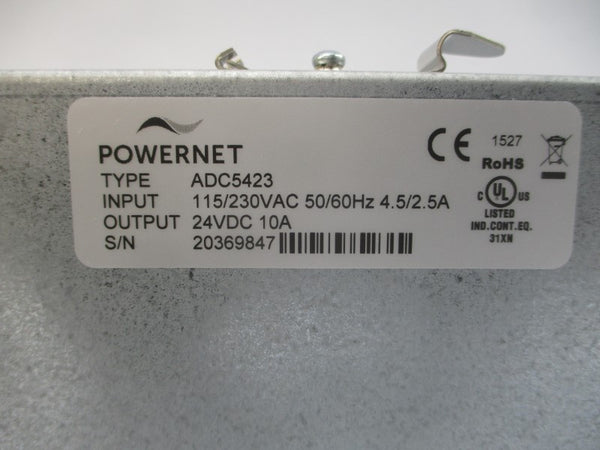 POWERNET
TYPE ADC5423
INPUT 115/230VAC 50/60Hz 4.5/2.5A
OUTPUT 24VDC 10A
S/N 20369847
CE 1527
RoHS
C UL US
LISTED
IND.CONT.EQ.
31XN